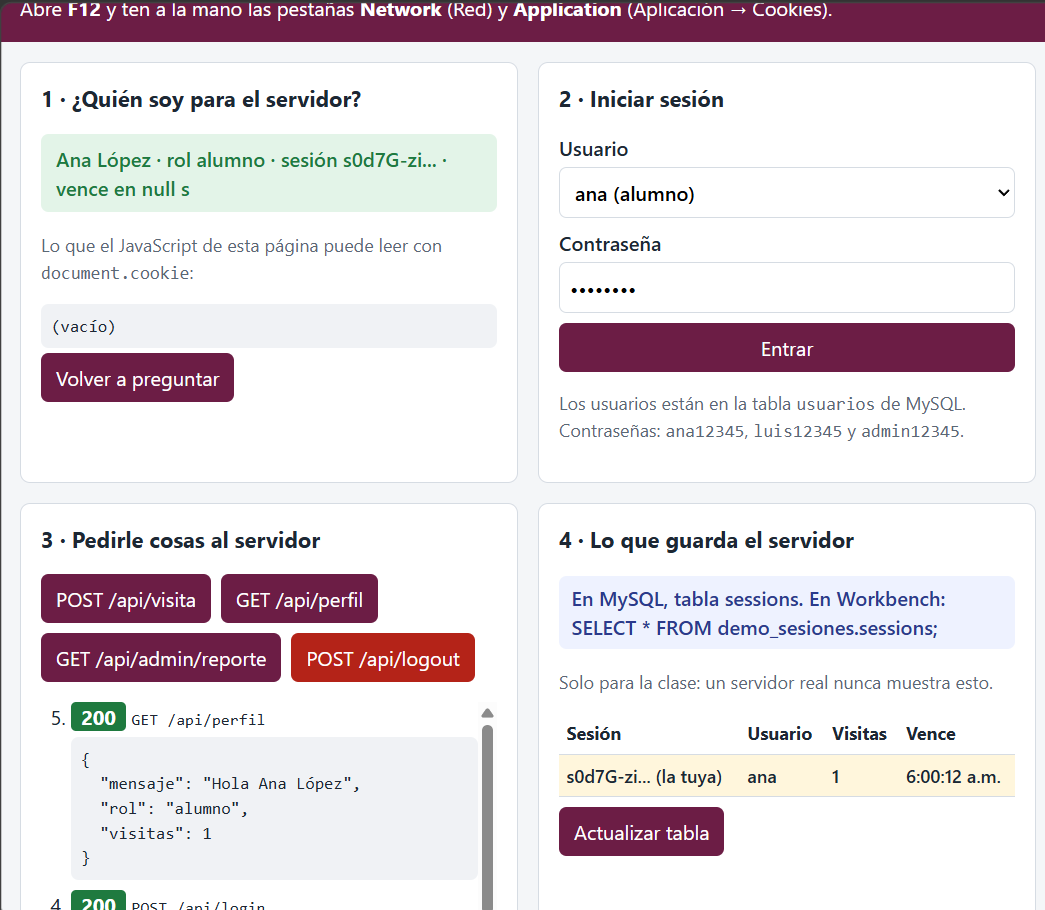 Abre F12 y ten a la mano las pestañas Network (Red) y Application (Aplicación → Cookies).
1 · ¿Quién soy para el servidor?
Ana López · rol alumno · sesión s0d7G-zi... ·
vence en null s
Lo que el JavaScript de esta página puede leer con
document.cookie:
(vacío)
Volver a preguntar
2 · Iniciar sesión
Usuario
ana (alumno)
Contraseña
••••••••
Entrar
Los usuarios están en la tabla usuarios de MySQL.
Contraseñas: ana12345, luis12345 y admin12345.
3 · Pedirle cosas al servidor
POST /api/visita
GET /api/perfil
GET /api/admin/reporte
POST /api/logout
5. 200 GET /api/perfil
{
"mensaje": "Hola Ana López",
"rol": "alumno",
"visitas": 1
}
4. 200 POST /api/login
4 · Lo que guarda el servidor
En MySQL, tabla sessions. En Workbench:
SELECT * FROM demo_sesiones.sessions;
Solo para la clase: un servidor real nunca muestra esto.
Sesión Usuario Visitas Vence
s0d7G-zi... (la tuya) ana 1 6:00:12 a.m.
Actualizar tabla